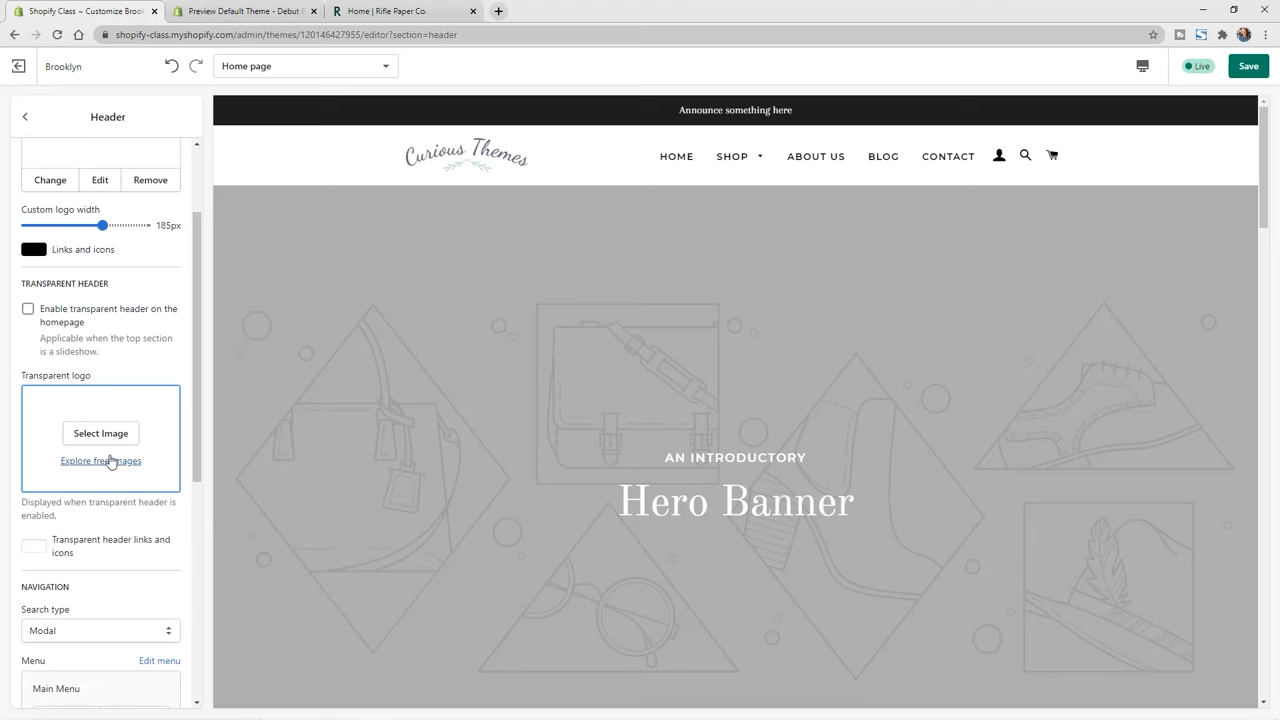 Shopify Class ~ Customize Brook
Preview Default Theme - Debut E
Home | Rifle Paper Co.
shopify-class.myshopify.com/admin/themes/120146427955/editor?section=header
Brooklyn
Home page
Live
Save
Header
Change
Edit
Remove
Custom logo width
185px
Links and icons
TRANSPARENT HEADER
Enable transparent header on the
homepage
Applicable when the top section
is a slideshow.
Transparent logo
Select Image
Explore free images
Displayed when transparent header is
enabled.
Transparent header links and
icons
NAVIGATION
Search type
Modal
Menu
Edit menu
Main Menu
Announce something here
Curious Themes
HOME
SHOP
ABOUT US
BLOG
CONTACT
AN INTRODUCTORY
Hero Banner